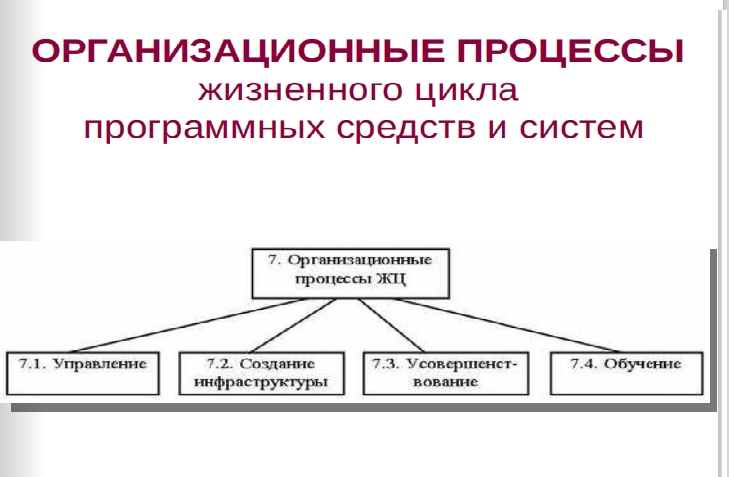 ОРГАНИЗАЦИОННЫЕ ПРОЦЕССЫ
жизненного цикла
программных средств и систем
7. Организационные
процессы ЖЦ
7.1. Управление
7.2. Создание
инфраструктуры
7.3. Усовершенст-
вование
7.4. Обучение